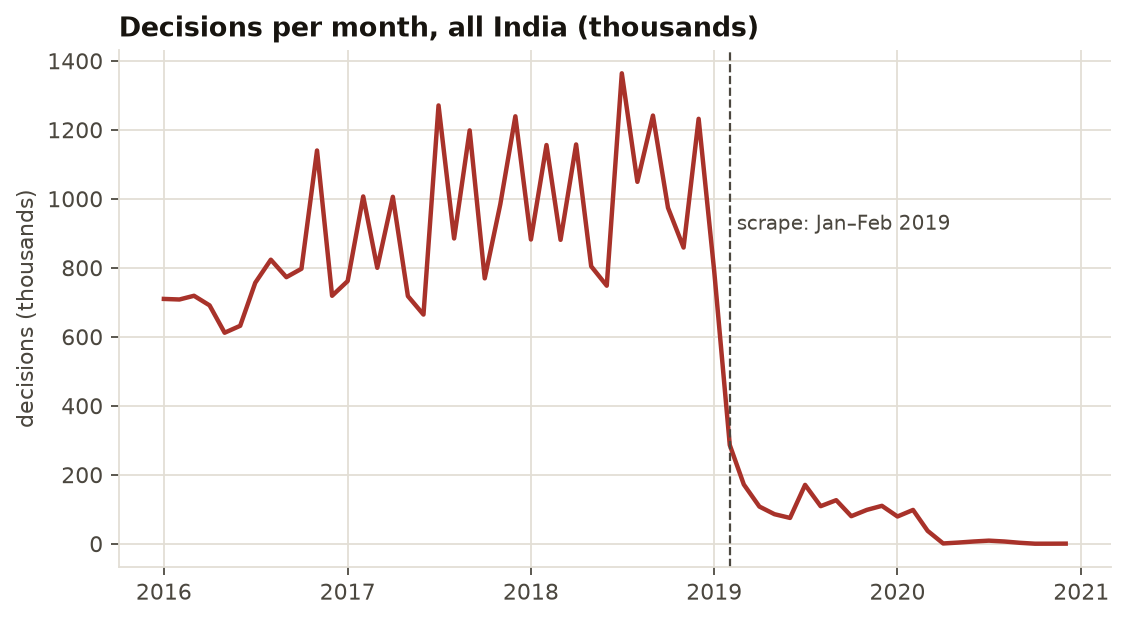 Decisions per month, all India (thousands)
decisions (thousands)
1400
1200
1000
800
600
400
200
0
scrape: Jan–Feb 2019
2016 2017 2018 2019 2020 2021